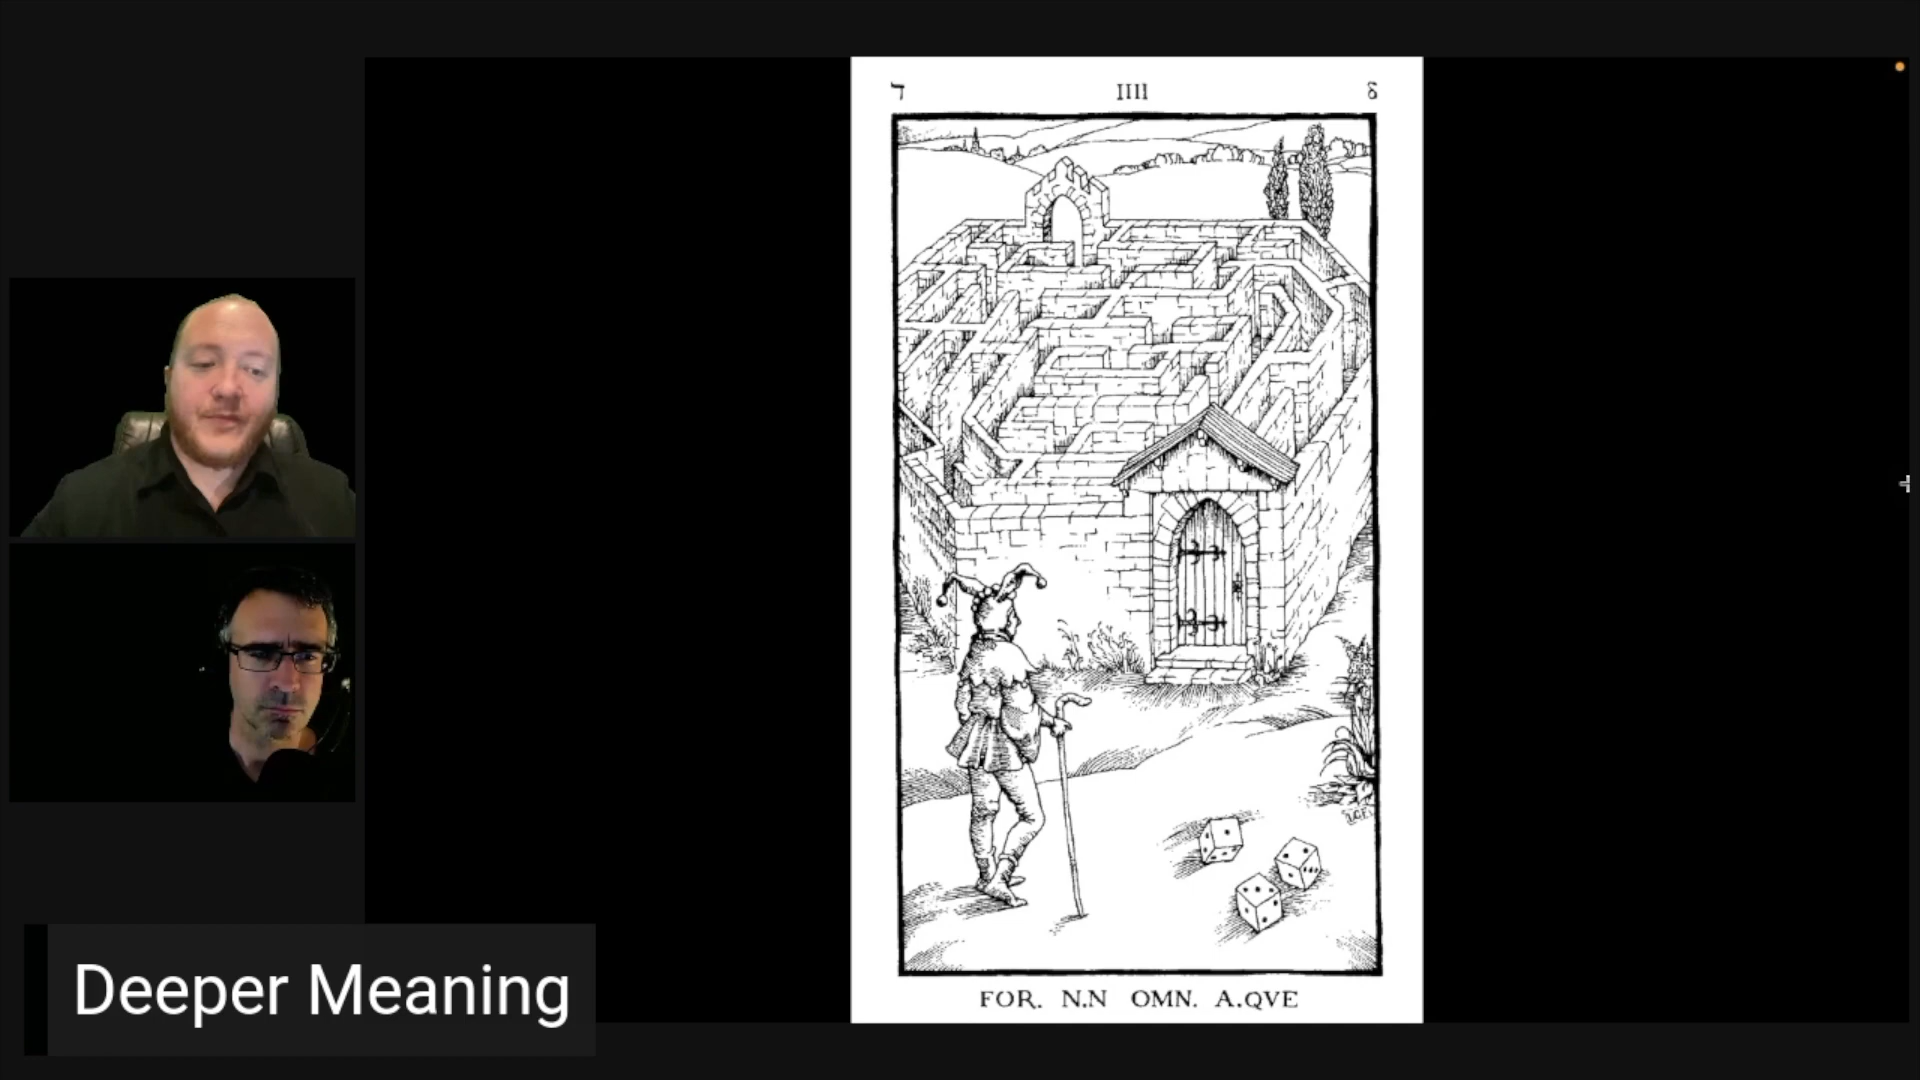 ㄱ IIII δ
FOR. N.N OMN. A.QVE
Deeper Meaning